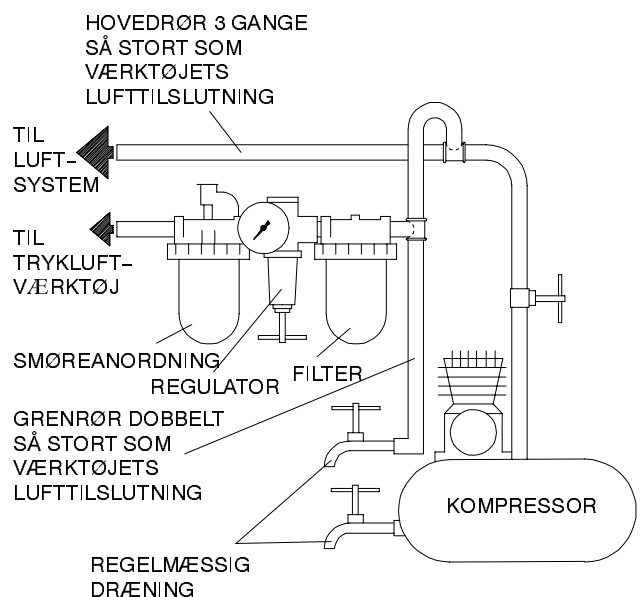 HOVEDRØR 3 GANGE
SÅ STORT SOM
VÆRKTØJETS
LUFTTILSLUTNING
TIL
LUFT–
SYSTEM
TIL
TRYKLUFT–
VÆRKTØJ
SMØREANORDNING
REGULATOR
FILTER
GRENRØR DOBBELT
SÅ STORT SOM
VÆRKTØJETS
LUFTTILSLUTNING
KOMPRESSOR
REGELMÆSSIG
DRÆNING